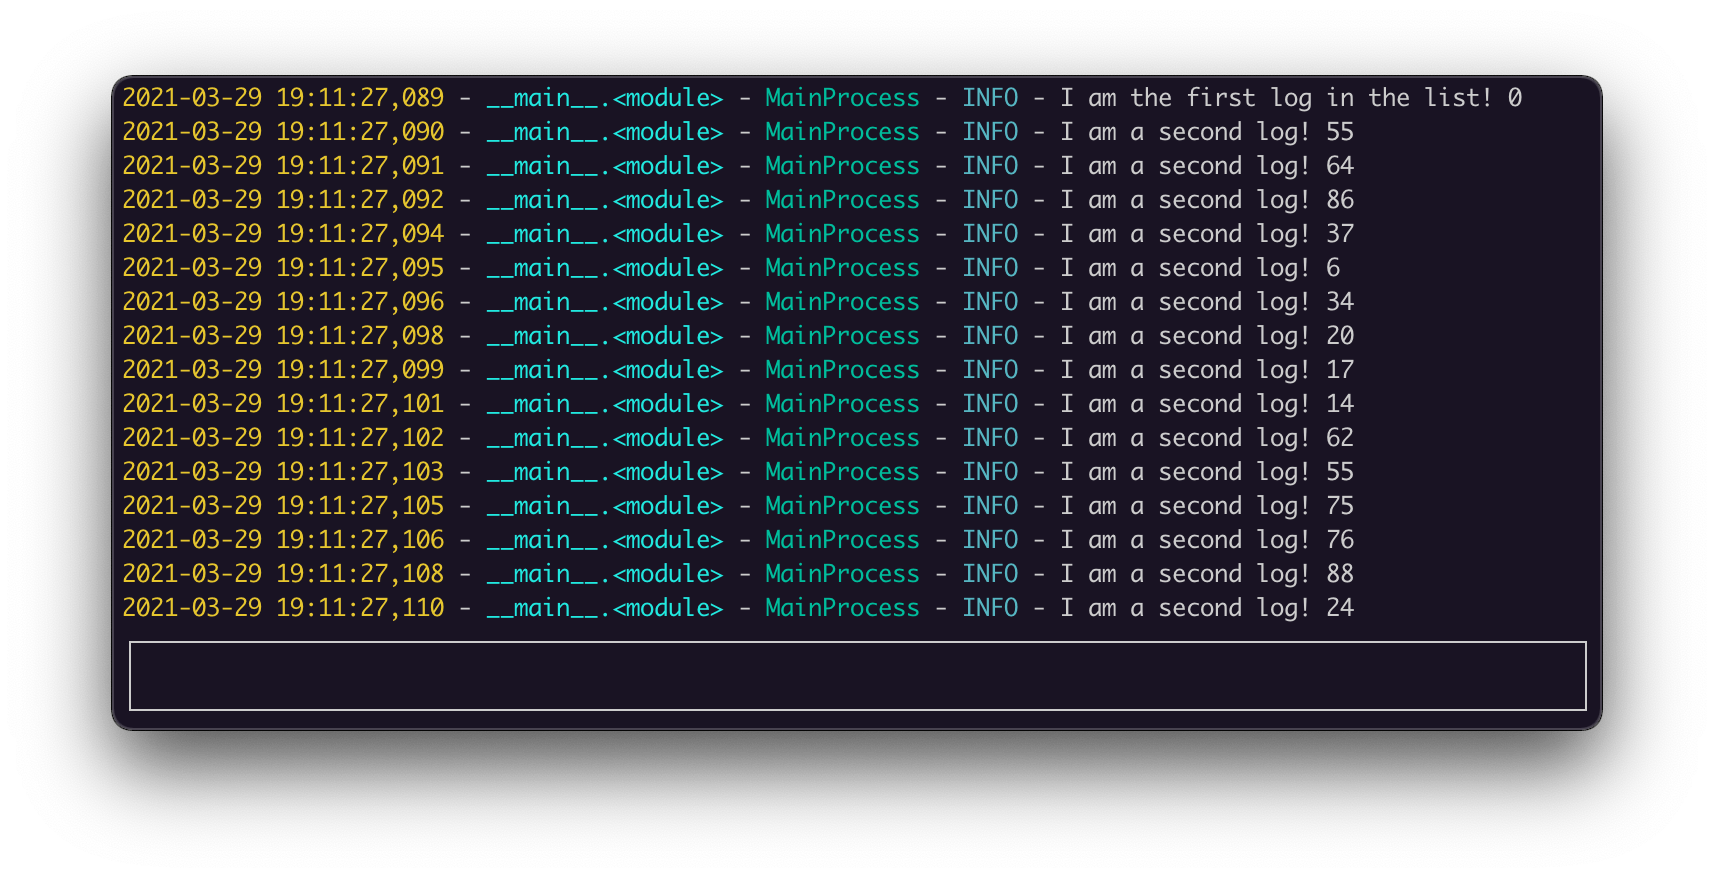 2021-03-29 19:11:27,089 - __main__.<module> - MainProcess - INFO - I am the first log in the list! 0
2021-03-29 19:11:27,090 - __main__.<module> - MainProcess - INFO - I am a second log! 55
2021-03-29 19:11:27,091 - __main__.<module> - MainProcess - INFO - I am a second log! 64
2021-03-29 19:11:27,092 - __main__.<module> - MainProcess - INFO - I am a second log! 86
2021-03-29 19:11:27,094 - __main__.<module> - MainProcess - INFO - I am a second log! 37
2021-03-29 19:11:27,095 - __main__.<module> - MainProcess - INFO - I am a second log! 6
2021-03-29 19:11:27,096 - __main__.<module> - MainProcess - INFO - I am a second log! 34
2021-03-29 19:11:27,098 - __main__.<module> - MainProcess - INFO - I am a second log! 20
2021-03-29 19:11:27,099 - __main__.<module> - MainProcess - INFO - I am a second log! 17
2021-03-29 19:11:27,101 - __main__.<module> - MainProcess - INFO - I am a second log! 14
2021-03-29 19:11:27,102 - __main__.<module> - MainProcess - INFO - I am a second log! 62
2021-03-29 19:11:27,103 - __main__.<module> - MainProcess - INFO - I am a second log! 55
2021-03-29 19:11:27,105 - __main__.<module> - MainProcess - INFO - I am a second log! 75
2021-03-29 19:11:27,106 - __main__.<module> - MainProcess - INFO - I am a second log! 76
2021-03-29 19:11:27,108 - __main__.<module> - MainProcess - INFO - I am a second log! 88
2021-03-29 19:11:27,110 - __main__.<module> - MainProcess - INFO - I am a second log! 24